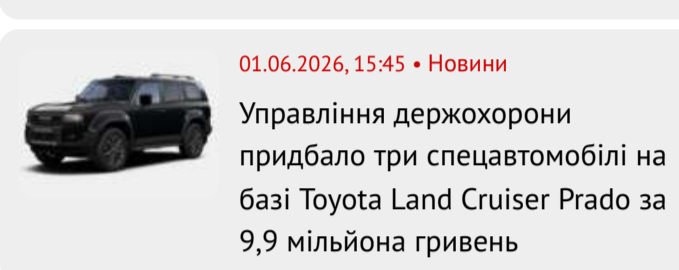 01.06.2026, 15:45 • Новини
Управління держохорони
придбало три спецавтомобілі на
базі Toyota Land Cruiser Prado за
9,9 мільйона гривень